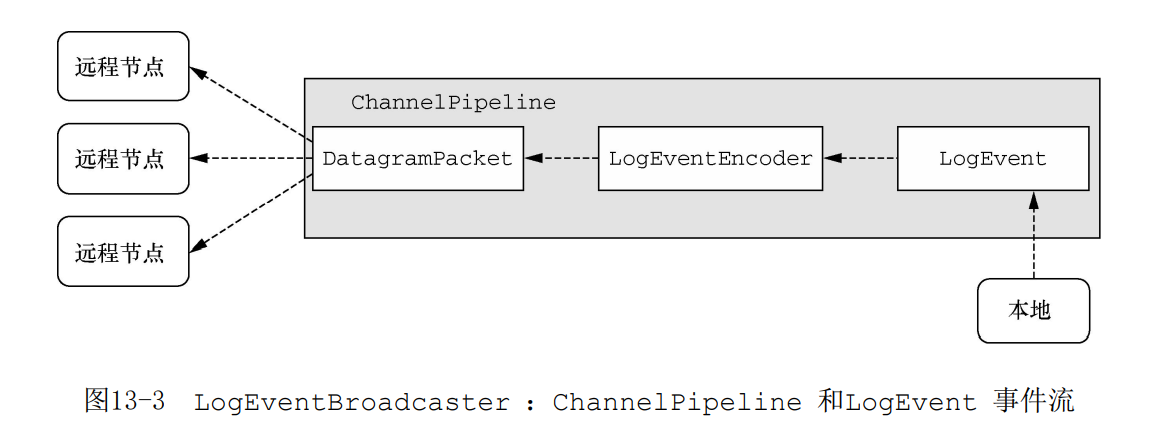 远程节点
ChannelPipeline
远程节点
DatagramPacket
LogEventEncoder
LogEvent
远程节点
本地
图13-3 LogEventBroadcaster：ChannelPipeline 和LogEvent 事件流